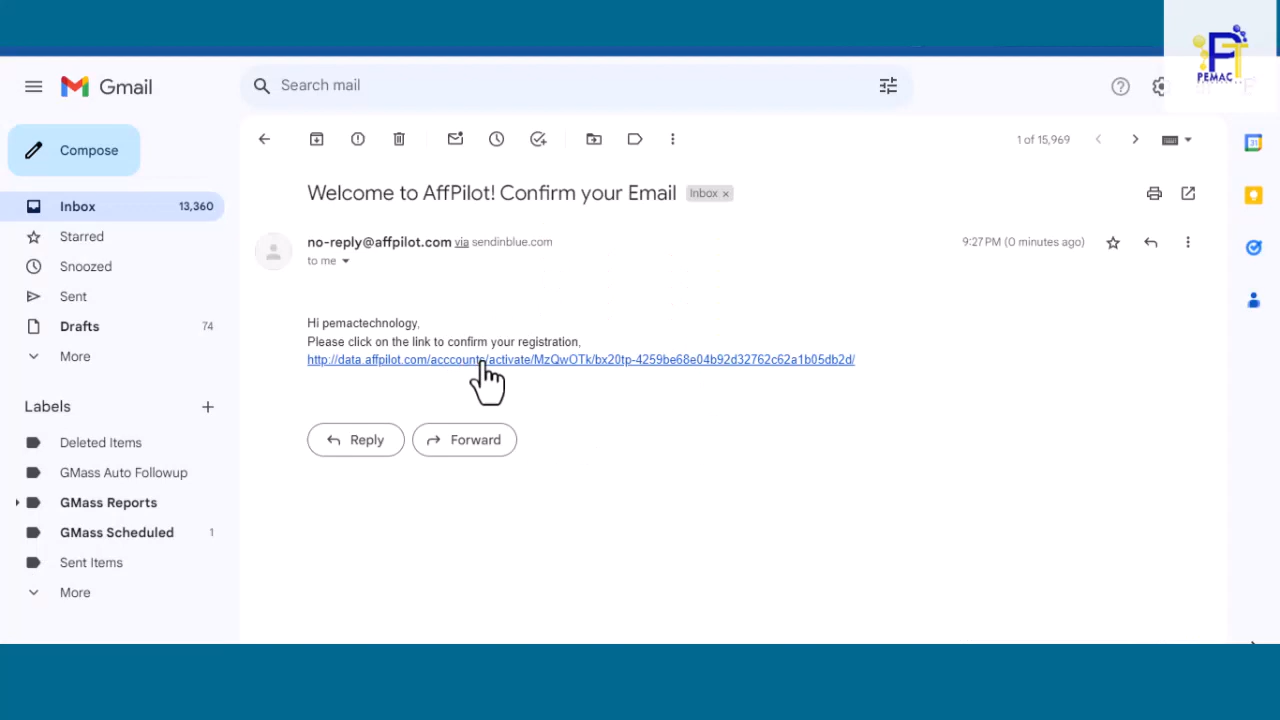 PEMAC
Gmail
Search mail
Compose
1 of 15,969
Inbox 13,360
Starred
Snoozed
Sent
Drafts 74
More
Labels
Deleted Items
GMass Auto Followup
GMass Reports
GMass Scheduled 1
Sent Items
More
Welcome to AffPilot! Confirm your Email Inbox ×
no-reply@affpilot.com via sendinblue.com
9:27 PM (0 minutes ago)
to me
Hi pemactechnology,
Please click on the link to confirm your registration,
http://data.affpilot.com/acccounts/activate/MzQwOTk/bx20tp-4259be68e04b92d32762c62a1b05db2d/
Reply
Forward
31